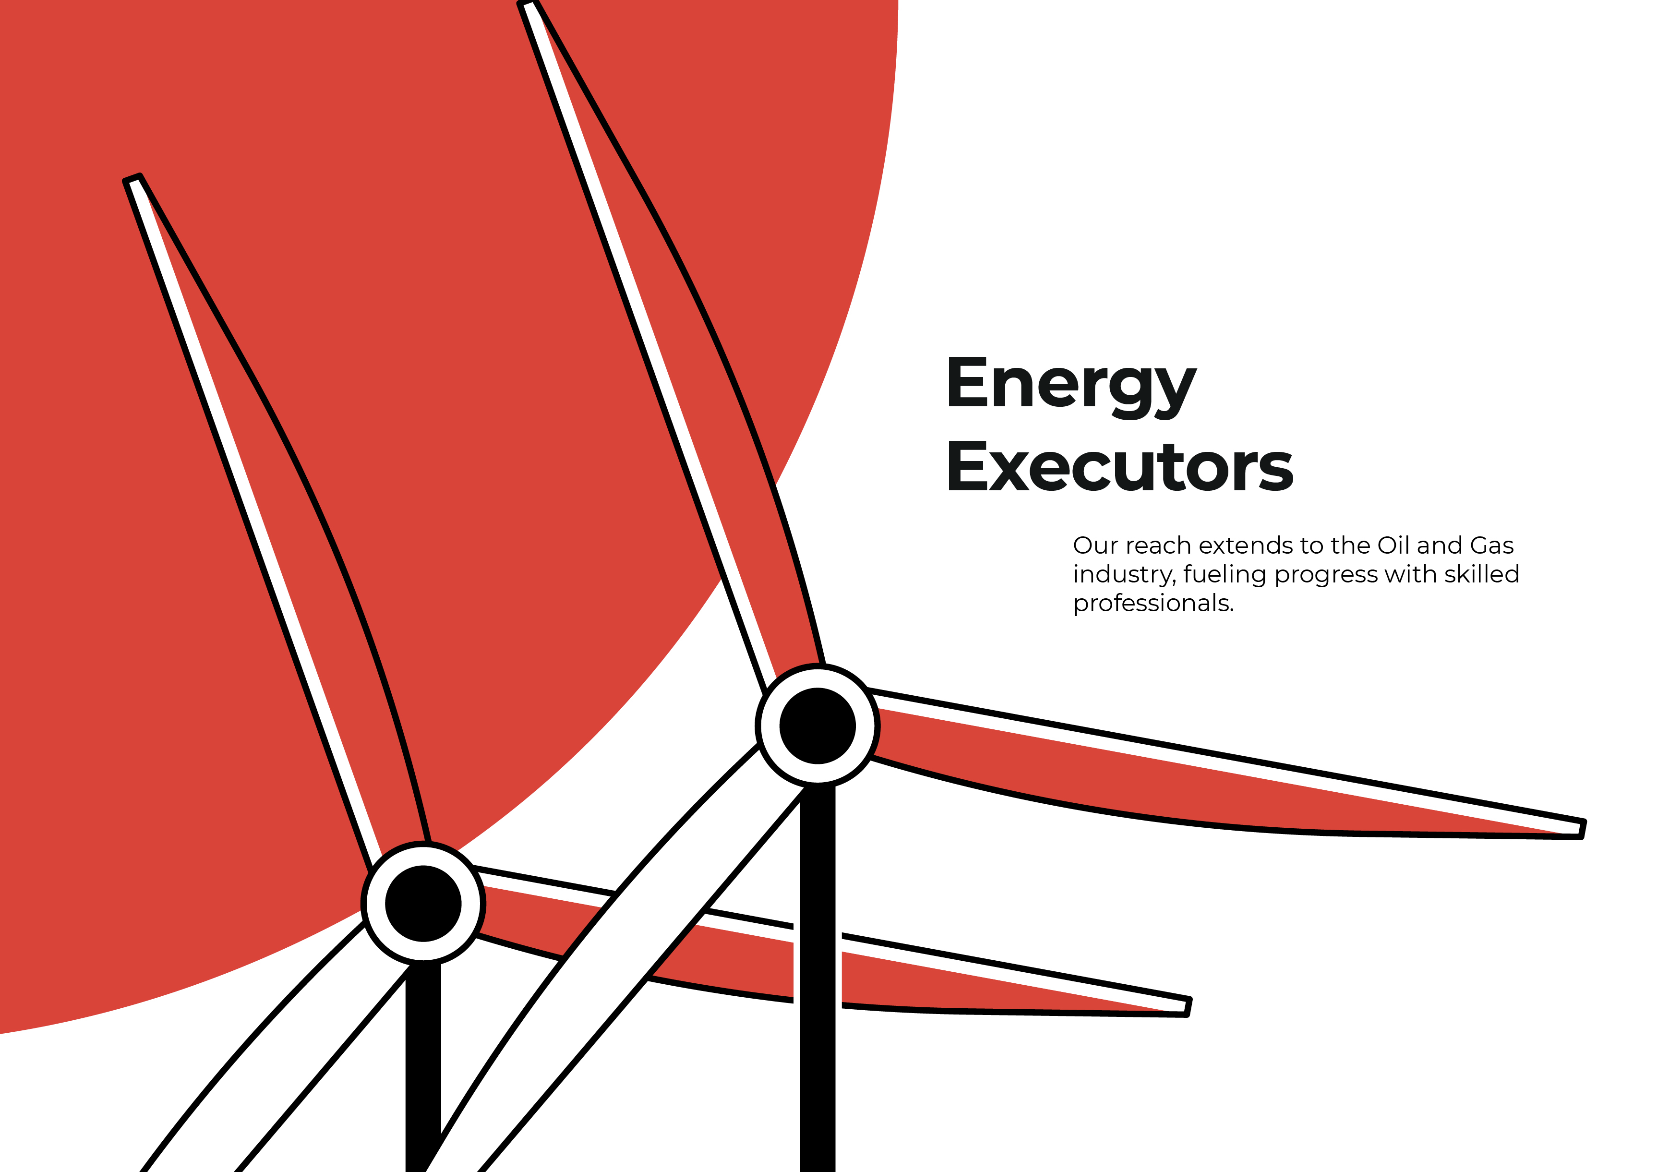 Energy
Executors
Our reach extends to the Oil and Gas
industry, fueling progress with skilled
professionals.